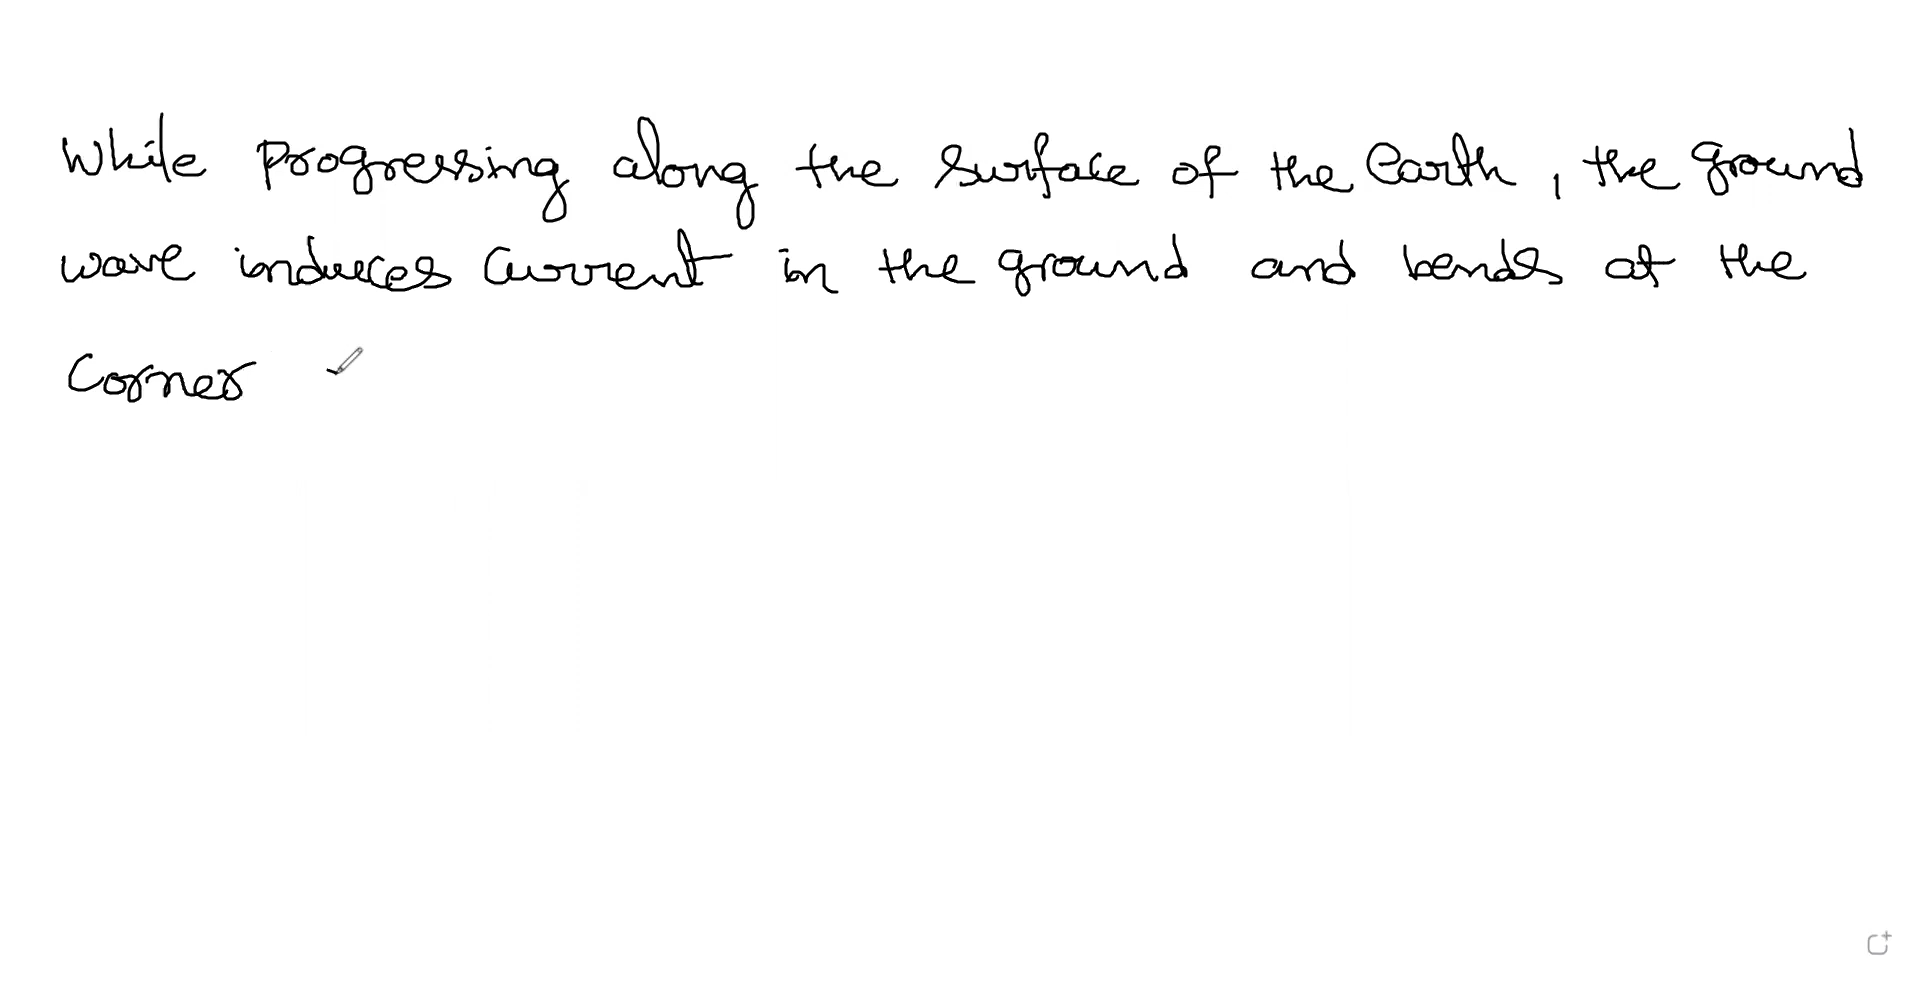 While progressing along the surface of the earth, the ground
wave induces current in the ground and bends at the
corner